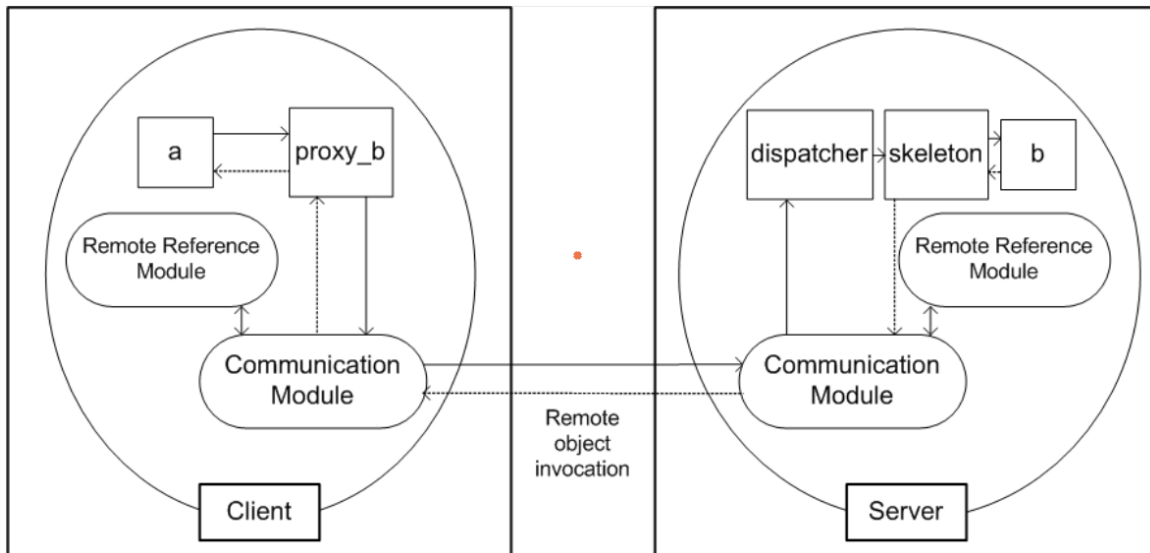 a
proxy_b
Remote Reference
Module
Communication
Module
Client
Remote
object
invocation
dispatcher
skeleton
b
Remote Reference
Module
Communication
Module
Server